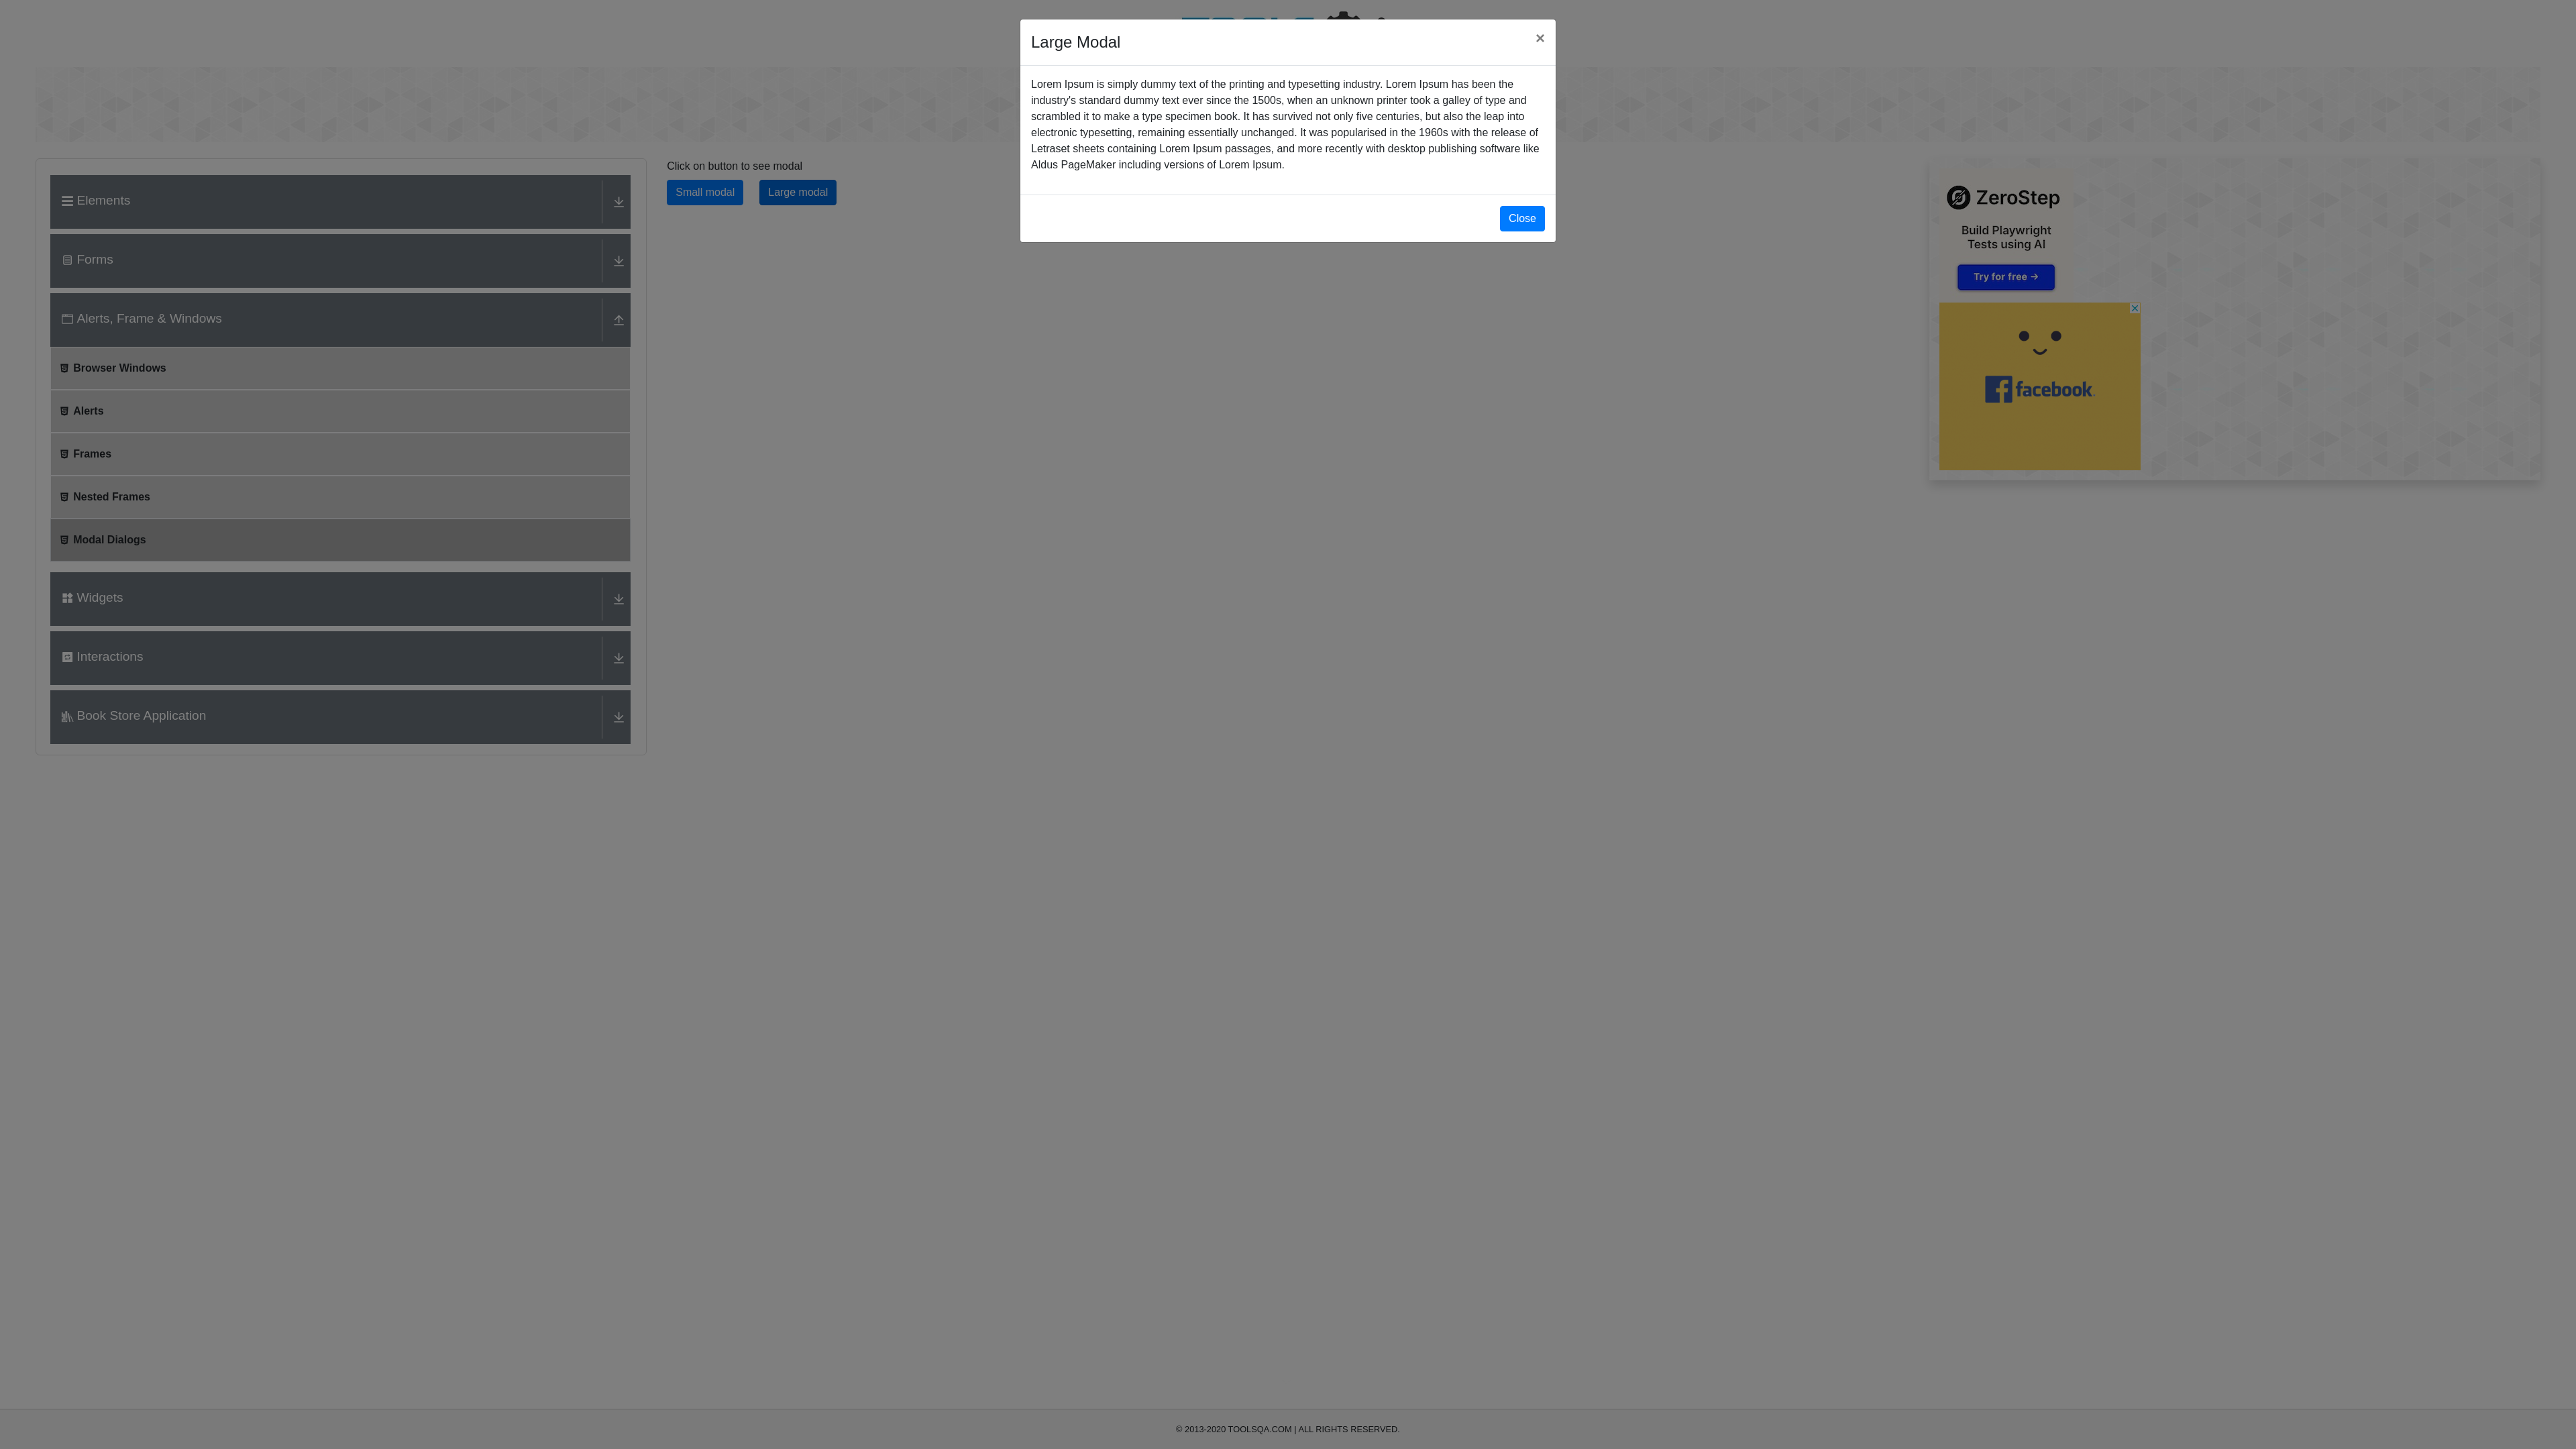 Large Modal
×
Lorem Ipsum is simply dummy text of the printing and typesetting industry. Lorem Ipsum has been the
industry's standard dummy text ever since the 1500s, when an unknown printer took a galley of type and
scrambled it to make a type specimen book. It has survived not only five centuries, but also the leap into
electronic typesetting, remaining essentially unchanged. It was popularised in the 1960s with the release of
Letraset sheets containing Lorem Ipsum passages, and more recently with desktop publishing software like
Aldus PageMaker including versions of Lorem Ipsum.
Close
Elements
Forms
Alerts, Frame & Windows
Browser Windows
Alerts
Frames
Nested Frames
Modal Dialogs
Widgets
Interactions
Book Store Application
Click on button to see modal
Small modal
Large modal
ZeroStep
Build Playwright
Tests using AI
Try for free →
facebook
© 2013-2020 TOOLSQA.COM | ALL RIGHTS RESERVED.